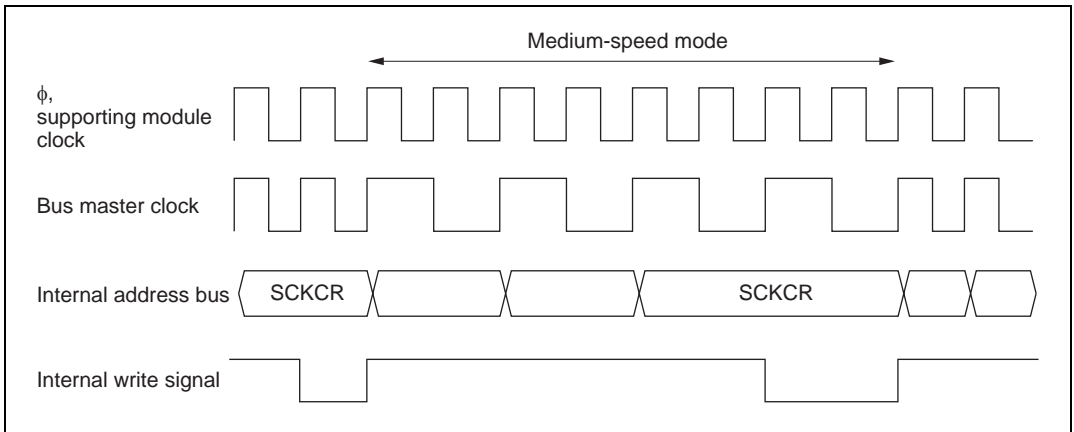 Medium-speed mode
ϕ,
supporting module
clock
Bus master clock
Internal address bus
SCKCR
SCKCR
Internal write signal